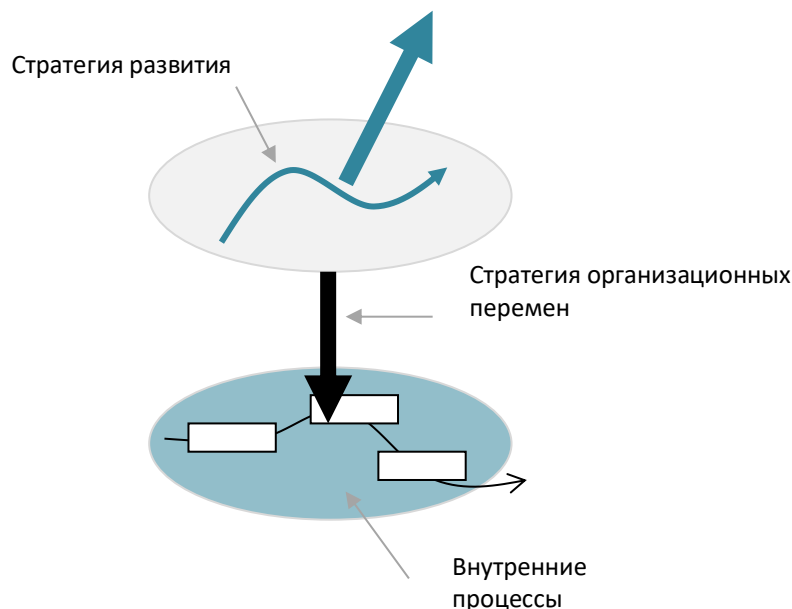 Стратегия развития
Стратегия организационных
перемен
Внутренние
процессы